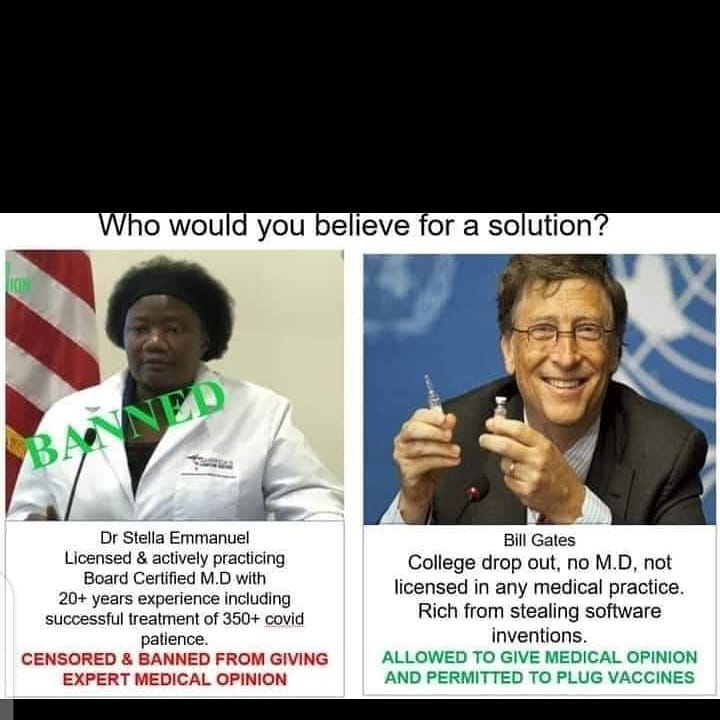 Who would you believe for a solution?
ION
BANNED
Dr Stella Emmanuel
Licensed & actively practicing
Board Certified M.D with
20+ years experience including
successful treatment of 350+ covid
patience.
CENSORED & BANNED FROM GIVING
EXPERT MEDICAL OPINION
Bill Gates
College drop out, no M.D, not
licensed in any medical practice.
Rich from stealing software
inventions.
ALLOWED TO GIVE MEDICAL OPINION
AND PERMITTED TO PLUG VACCINES